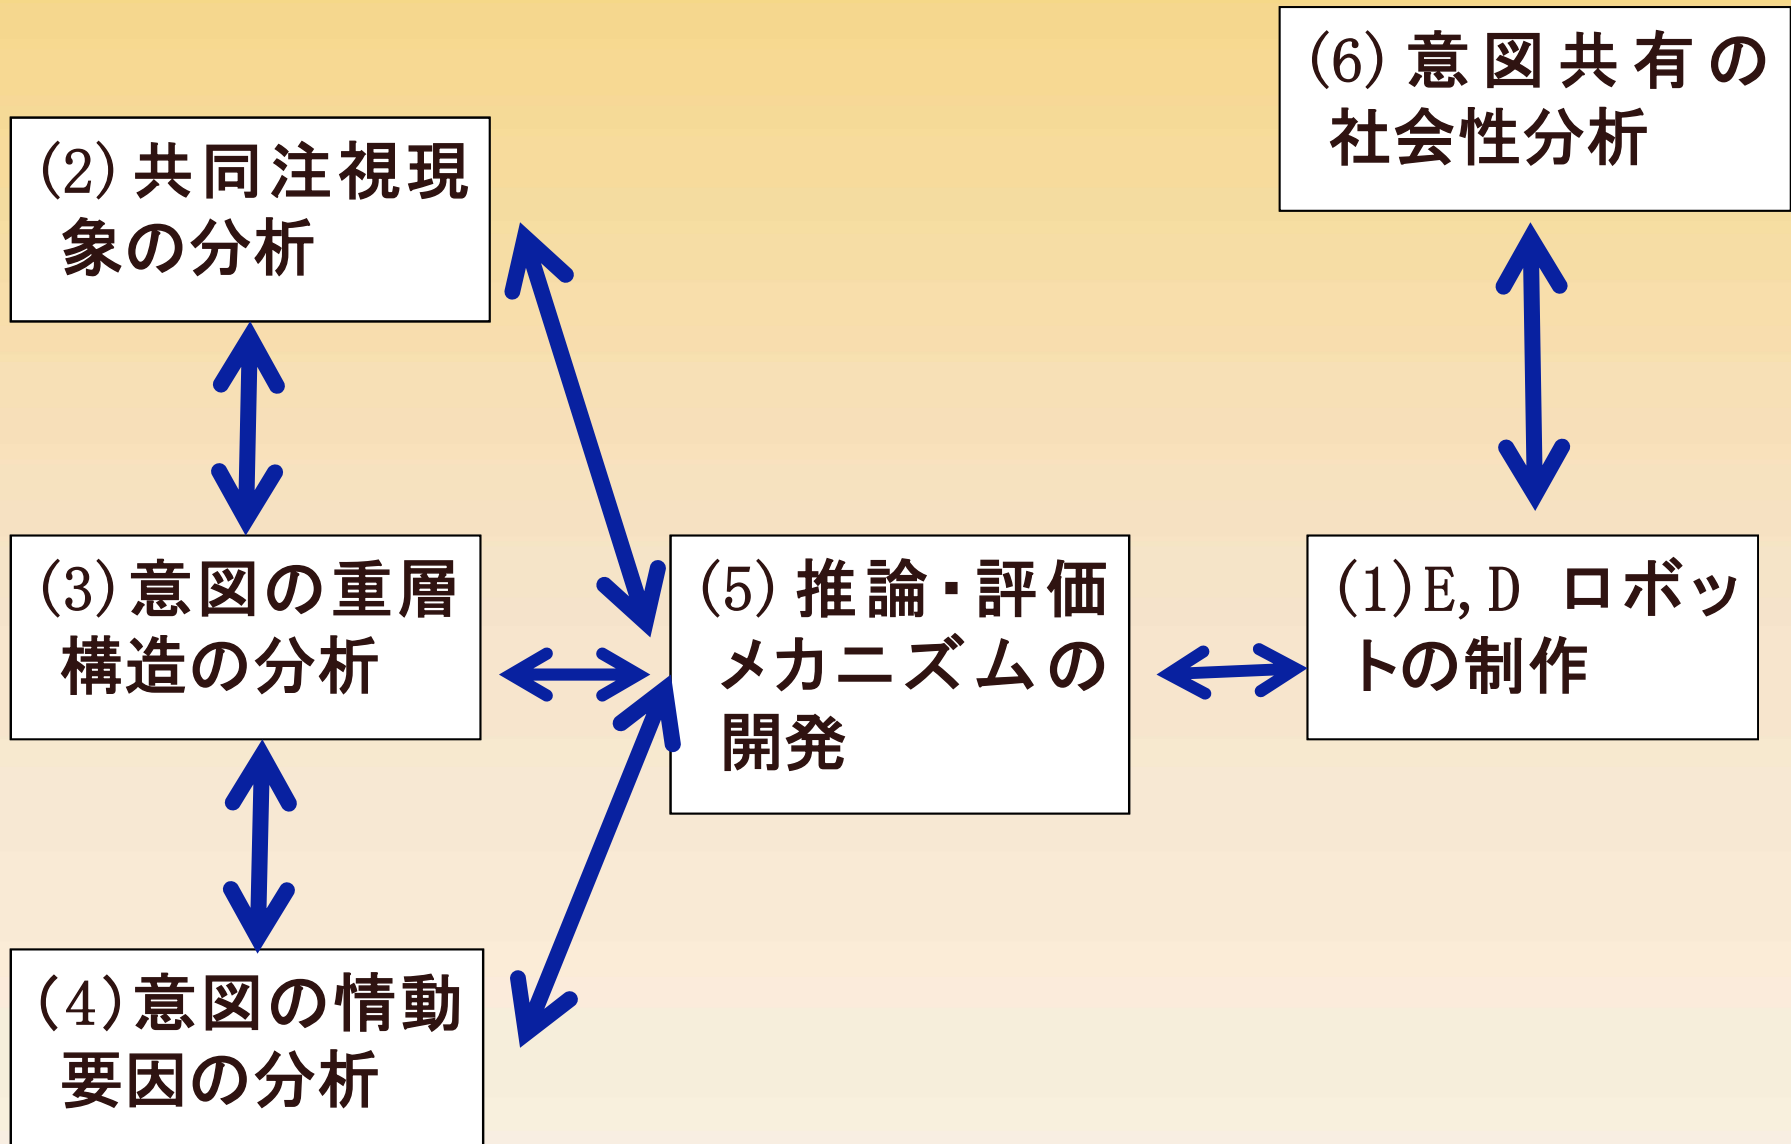 (6)意図共有の
社会性分析
(2)共同注視現
象の分析
(3)意図の重層
構造の分析
(5)推論・評価
メカニズムの
開発
(1)E,D ロボッ
トの制作
(4)意図の情動
要因の分析